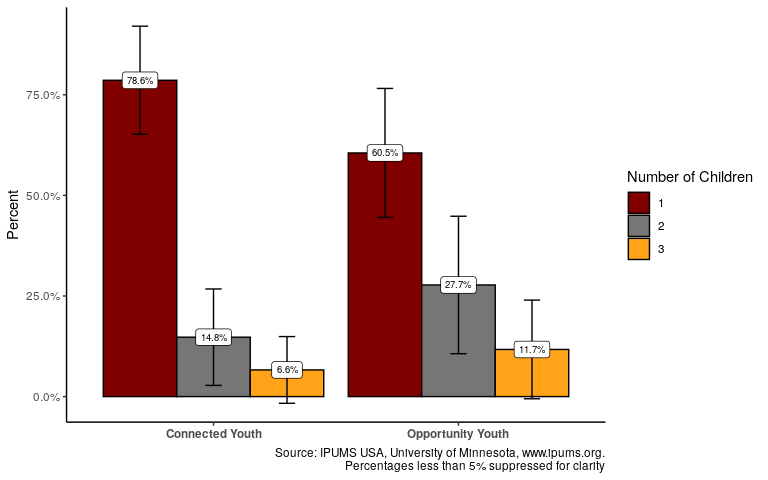 Percent
75.0%
50.0%
25.0%
0.0%
78.6%
14.8%
6.6%
60.5%
27.7%
11.7%
Connected Youth
Opportunity Youth
Number of Children
1
2
3
Source: IPUMS USA, University of Minnesota, www.ipums.org.
Percentages less than 5% suppressed for clarity